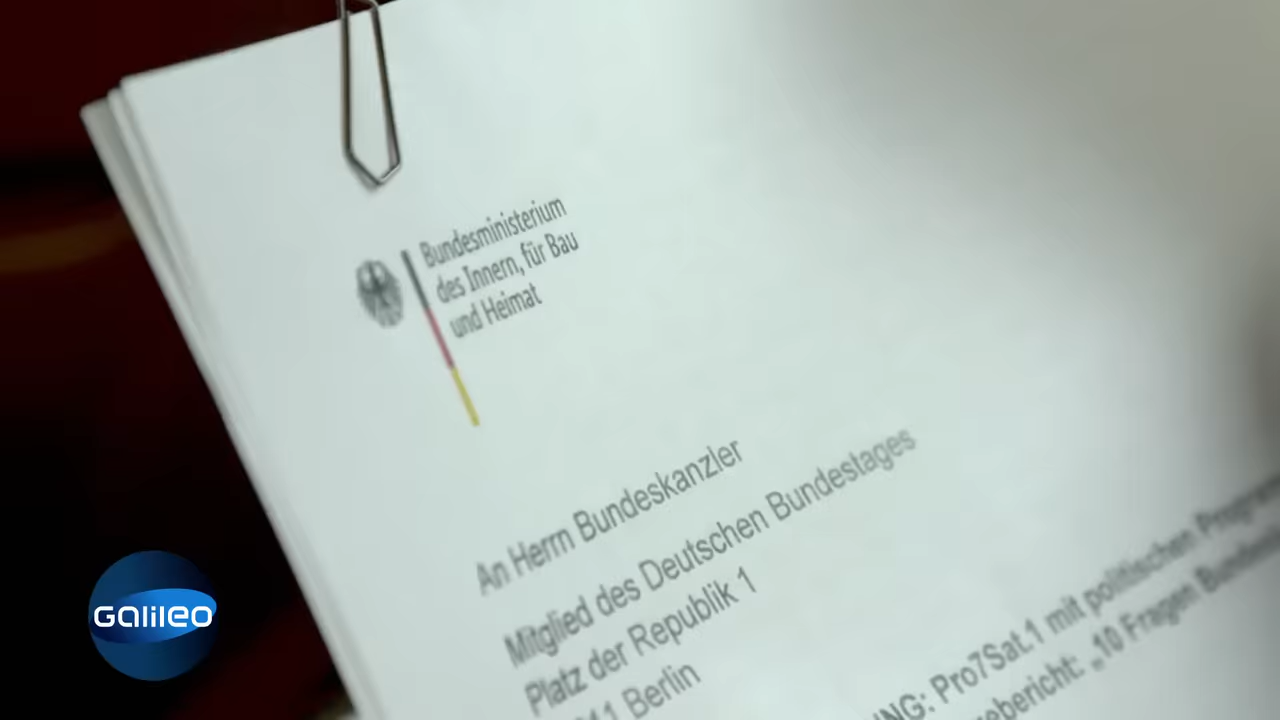 Bundesministerium
des Innern, für Bau
und Heimat
An Herrn Bundeskanzler
Mitglied des Deutschen Bundestages
Platz der Republik 1
11 Berlin
NG: Pro7Sat.1 mit politischen
ebericht: „10 Fragen
Galileo